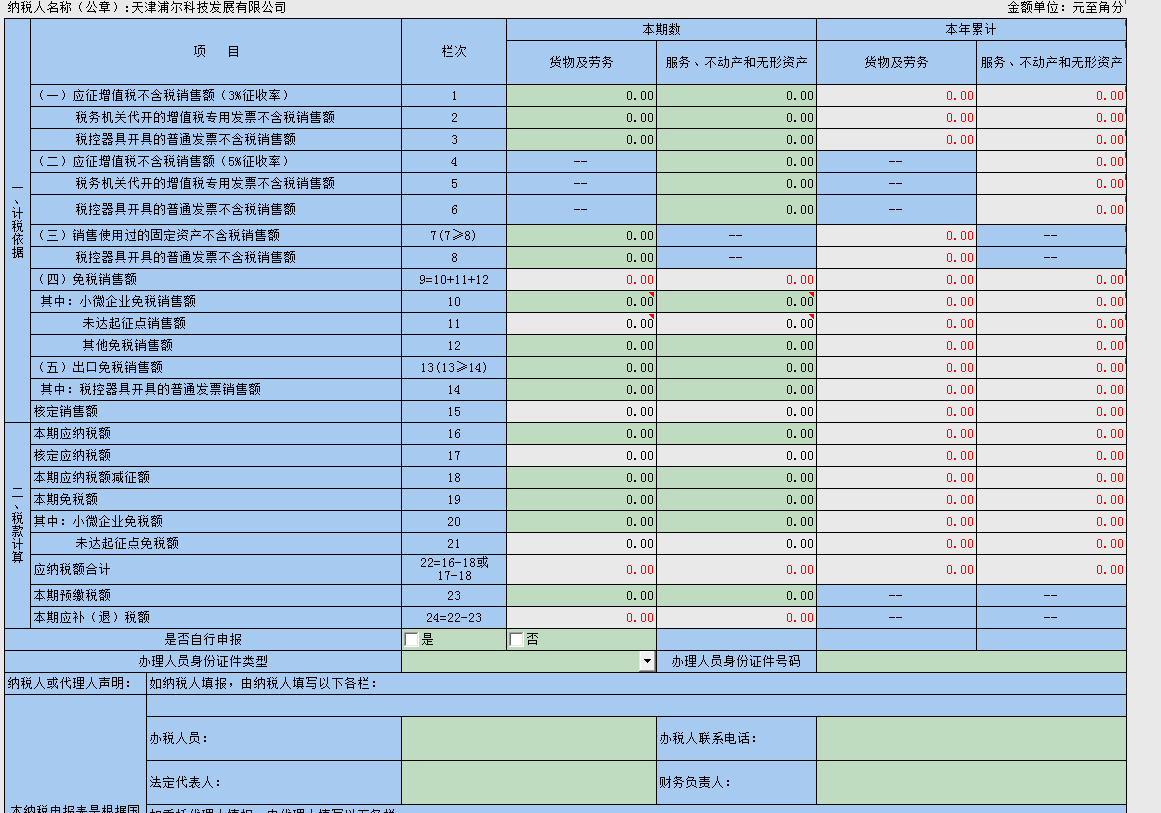 纳税人名称（公章）:天津浦尔科技发展有限公司 金额单位：元至角分
项 目 栏次 本期数 本年累计
货物及劳务 服务、不动产和无形资产 货物及劳务 服务、不动产和无形资产
一、计税依据
（一）应征增值税不含税销售额（3%征收率） 1 0.00 0.00 0.00 0.00
税务机关代开的增值税专用发票不含税销售额 2 0.00 0.00 0.00 0.00
税控器具开具的普通发票不含税销售额 3 0.00 0.00 0.00 0.00
（二）应征增值税不含税销售额（5%征收率） 4 -- 0.00 -- 0.00
税务机关代开的增值税专用发票不含税销售额 5 -- 0.00 -- 0.00
税控器具开具的普通发票不含税销售额 6 -- 0.00 -- 0.00
（三）销售使用过的固定资产不含税销售额 7(7≥8) 0.00 -- 0.00 --
税控器具开具的普通发票不含税销售额 8 0.00 -- 0.00 --
（四）免税销售额 9=10+11+12 0.00 0.00 0.00 0.00
其中：小微企业免税销售额 10 0.00 0.00 0.00 0.00
未达起征点销售额 11 0.00 0.00 0.00 0.00
其他免税销售额 12 0.00 0.00 0.00 0.00
（五）出口免税销售额 13(13≥14) 0.00 0.00 0.00 0.00
其中：税控器具开具的普通发票销售额 14 0.00 0.00 0.00 0.00
核定销售额 15 0.00 0.00 0.00 0.00
二、税款计算
本期应纳税额 16 0.00 0.00 0.00 0.00
核定应纳税额 17 0.00 0.00 0.00 0.00
本期应纳税额减征额 18 0.00 0.00 0.00 0.00
本期免税额 19 0.00 0.00 0.00 0.00
其中：小微企业免税额 20 0.00 0.00 0.00 0.00
未达起征点免税额 21 0.00 0.00 0.00 0.00
应纳税额合计 22=16-18或17-18 0.00 0.00 0.00 0.00
本期预缴税额 23 0.00 0.00 -- --
本期应补（退）税额 24=22-23 0.00 0.00 -- --
是否自行申报 是 否
办理人员身份证件类型 办理人员身份证件号码
纳税人或代理人声明： 如纳税人填报，由纳税人填写以下各栏：
办税人员： 办税人联系电话：
法定代表人： 财务负责人：
本纳税申报表是根据国 如委托代理人填报，由代理人填写以下各栏